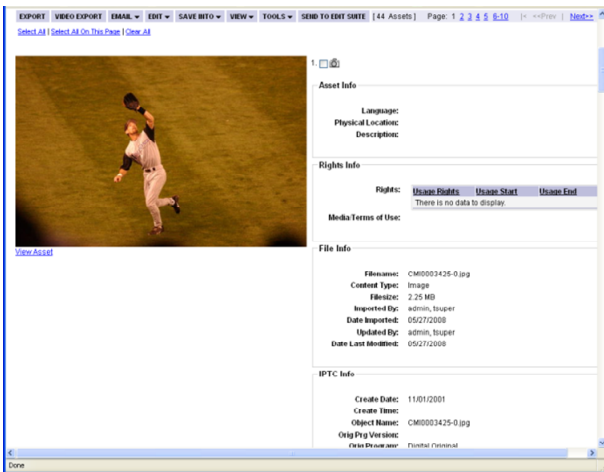 EXPORT VIDEO EXPORT EMAIL EDIT SAVE INTO VIEW TOOLS SEND TO EDIT SUITE [ 44 Assets ] Page: 1 2 3 4 5 6-10 |< <<Prev | Next>>
Select All | Select All On This Page | Clear All
1.
Asset Info
Language:
Physical Location:
Description:
Rights Info
Rights: Usage Rights Usage Start Usage End
There is no data to display.
Media/Terms of Use:
View Asset
File Info
Filename: CMI0003425-0.jpg
Content Type: Image
Filesize: 2.25 MB
Imported By: admin, tsuper
Date Imported: 05/27/2008
Updated By: admin, tsuper
Date Last Modified: 05/27/2008
IPTC Info
Create Date: 11/01/2001
Create Time:
Object Name: CMI0003425-0.jpg
Orig Prg Version:
Orig Program: Digital Original
Done